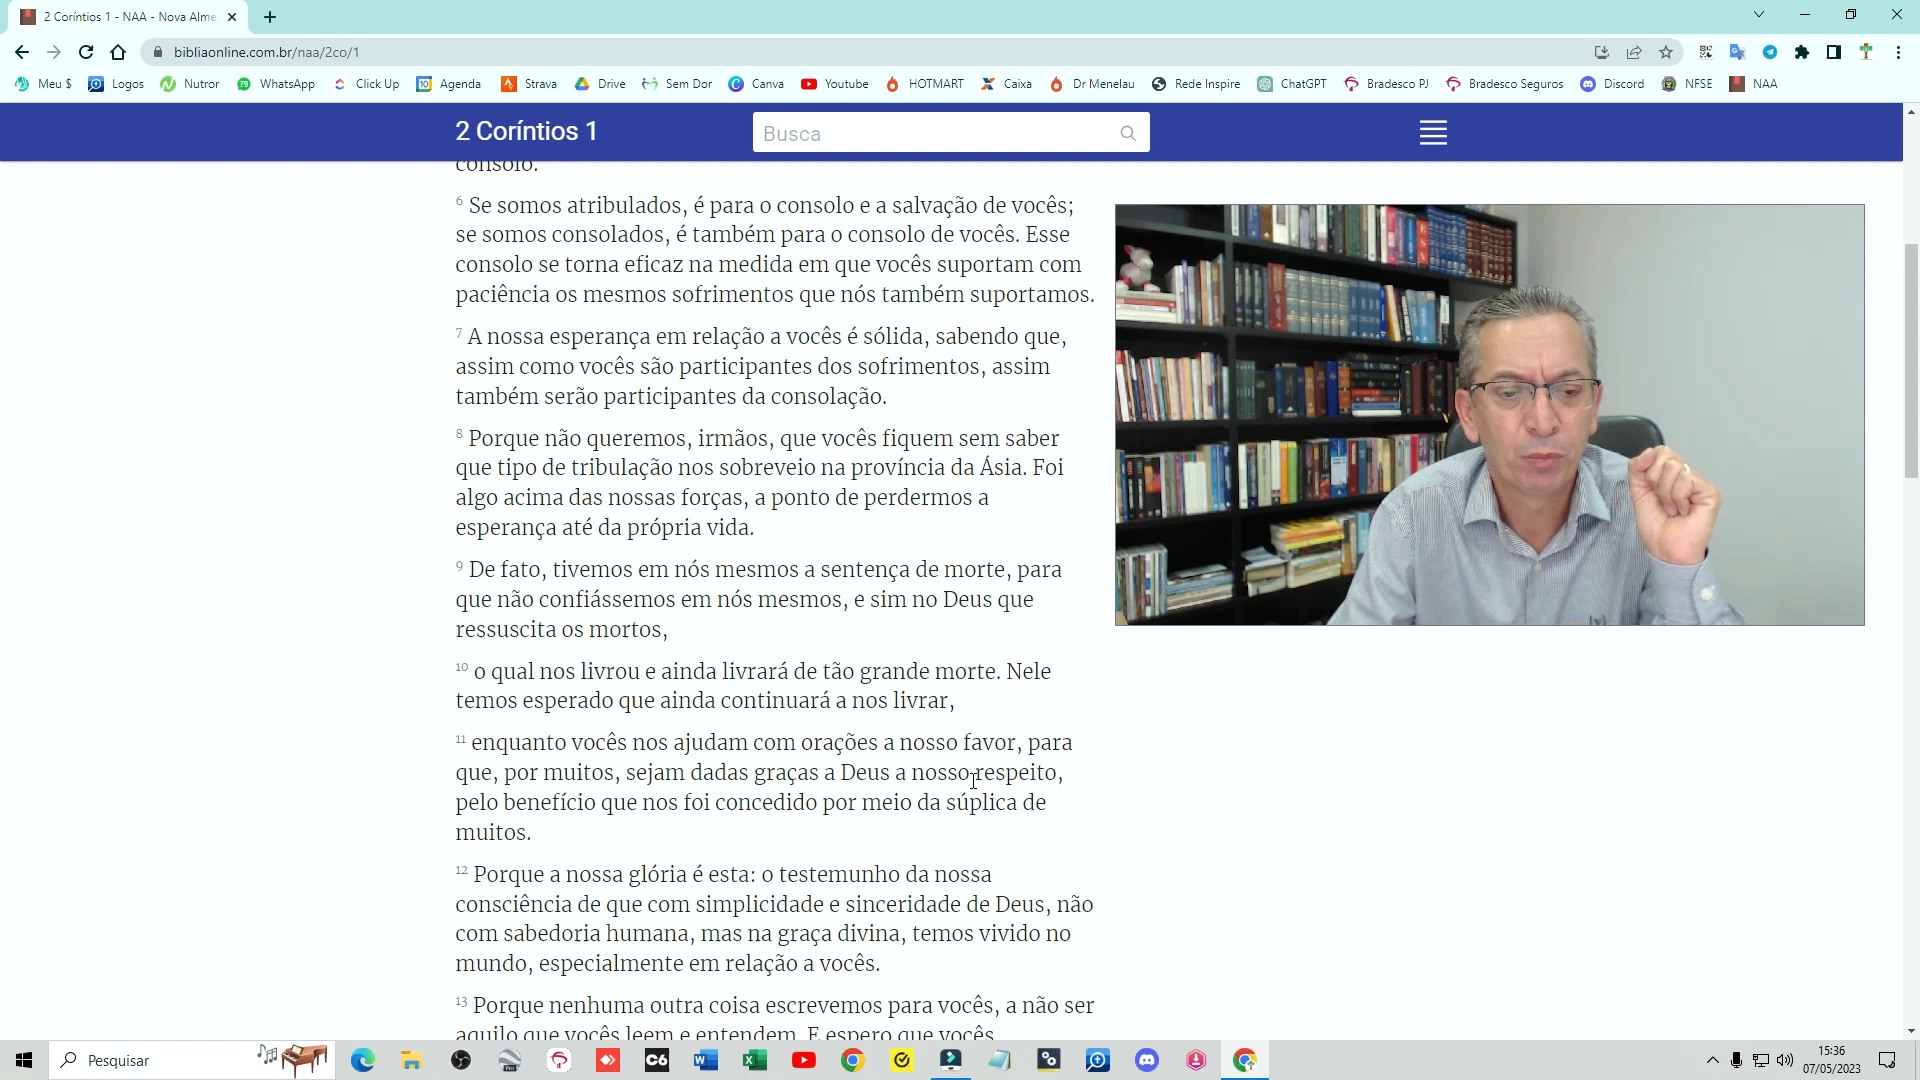 2 Coríntios 1 - NAA - Nova Alme
bibliaonline.com.br/naa/2co/1
Meu $ Logos Nutror WhatsApp Click Up Agenda Strava Drive Sem Dor Canva Youtube HOTMART Caixa Dr Menelau Rede Inspire ChatGPT Bradesco PJ Bradesco Seguros Discord NFSE NAA
2 Coríntios 1 Busca
consolo.
6 Se somos atribulados, é para o consolo e a salvação de vocês;
se somos consolados, é também para o consolo de vocês. Esse
consolo se torna eficaz na medida em que vocês suportam com
paciência os mesmos sofrimentos que nós também suportamos.
7 A nossa esperança em relação a vocês é sólida, sabendo que,
assim como vocês são participantes dos sofrimentos, assim
também serão participantes da consolação.
8 Porque não queremos, irmãos, que vocês fiquem sem saber
que tipo de tribulação nos sobreveio na província da Ásia. Foi
algo acima das nossas forças, a ponto de perdermos a
esperança até da própria vida.
9 De fato, tivemos em nós mesmos a sentença de morte, para
que não confiássemos em nós mesmos, e sim no Deus que
ressuscita os mortos,
10 o qual nos livrou e ainda livrará de tão grande morte. Nele
temos esperado que ainda continuará a nos livrar,
11 enquanto vocês nos ajudam com orações a nosso favor, para
que, por muitos, sejam dadas graças a Deus a nosso respeito,
pelo benefício que nos foi concedido por meio da súplica de
muitos.
12 Porque a nossa glória é esta: o testemunho da nossa
consciência de que com simplicidade e sinceridade de Deus, não
com sabedoria humana, mas na graça divina, temos vivido no
mundo, especialmente em relação a vocês.
13 Porque nenhuma outra coisa escrevemos para vocês, a não ser
aquilo que vocês leem e entendem. E espero que vocês
Pesquisar
15:36
07/05/2023